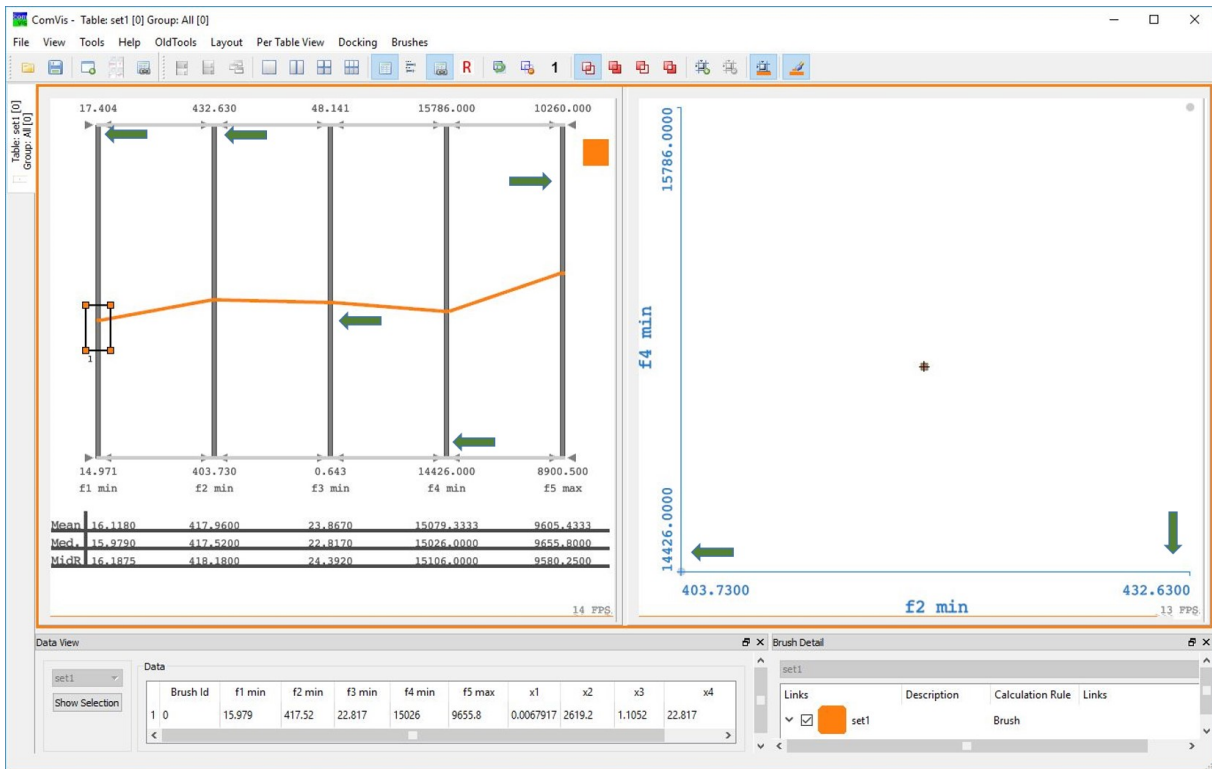 ComVis - Table: set1 [0] Group: All [0]
File View Tools Help OldTools Layout Per Table View Docking Brushes
R 1
Table: set1 [0]
Group: All [0]
17.404 432.630 48.141 15786.000 10260.000
1
14.971 403.730 0.643 14426.000 8900.500
f1 min f2 min f3 min f4 min f5 max
Mean 16.1180 417.9600 23.8670 15079.3333 9605.4333
Med. 15.9790 417.5200 22.8170 15026.0000 9655.8000
MidR 16.1875 418.1800 24.3920 15106.0000 9580.2500
14 FPS
15786.0000
f4 min
14426.0000
403.7300 432.6300
f2 min
13 FPS
Data View
set1
Show Selection
Data
Brush Id f1 min f2 min f3 min f4 min f5 max x1 x2 x3 x4
1 0 15.979 417.52 22.817 15026 9655.8 0.0067917 2619.2 1.1052 22.817
Brush Detail
set1
Links Description Calculation Rule Links
set1 Brush